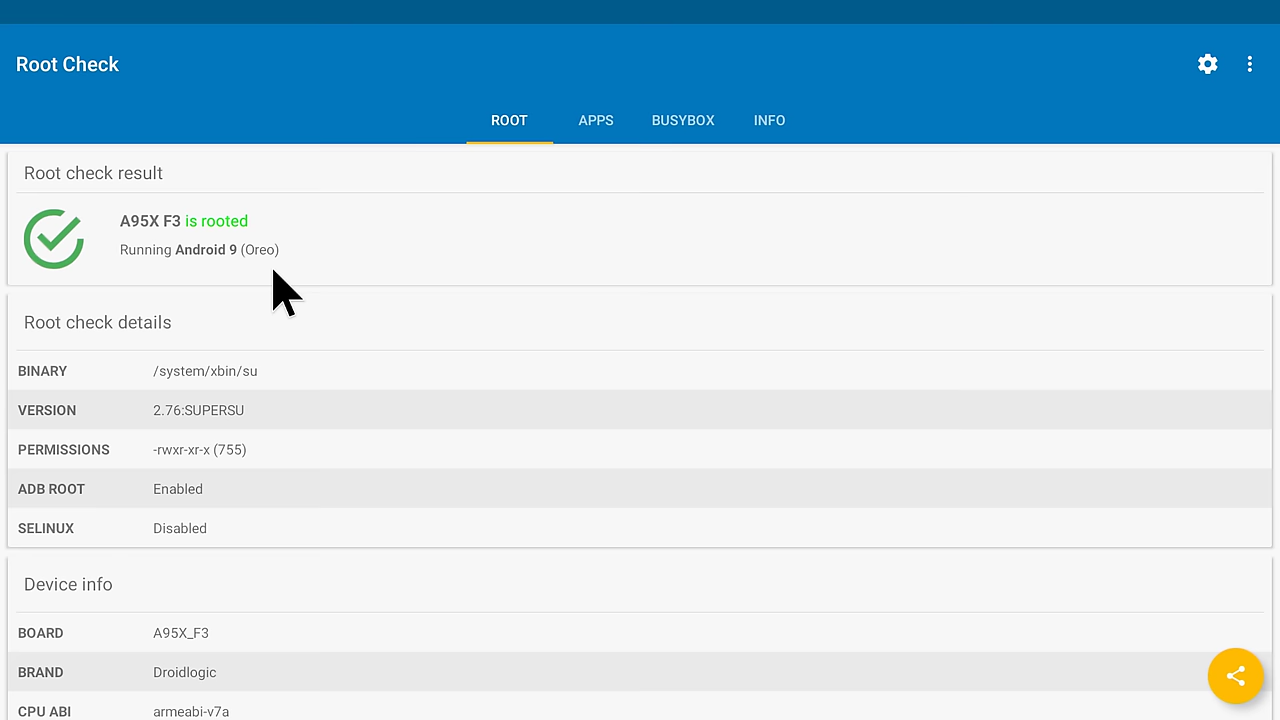 Root Check
ROOT APPS BUSYBOX INFO
Root check result
A95X F3 is rooted
Running Android 9 (Oreo)
Root check details
BINARY /system/xbin/su
VERSION 2.76:SUPERSU
PERMISSIONS -rwxr-xr-x (755)
ADB ROOT Enabled
SELINUX Disabled
Device info
BOARD A95X_F3
BRAND Droidlogic
CPU ABI armeabi-v7a